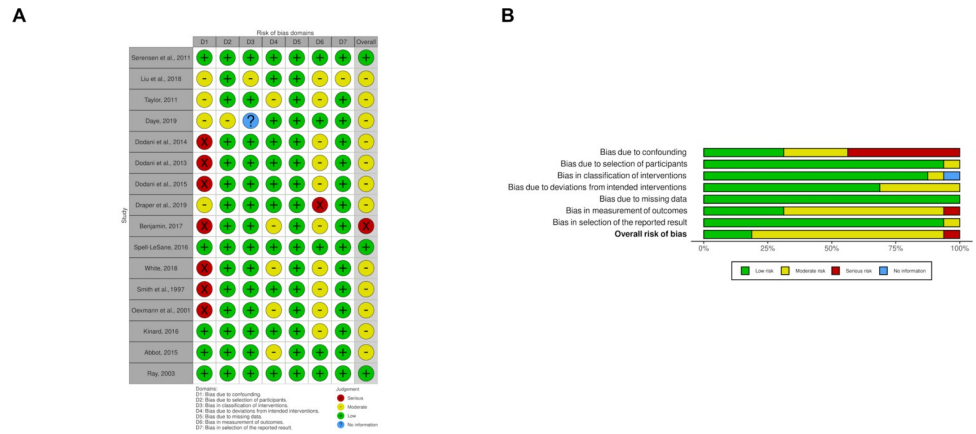 A
B
Risk of bias domains
D1 D2 D3 D4 D5 D6 D7 Overall
Sørensen et al., 2011 + + + + + + + +
Liu et al., 2018 - + - + + - - -
Taylor, 2011 - + + - + - + -
Daye, 2019 - - ? + + + + -
Dodani et al., 2014 X + + + + - + -
Dodani et al., 2013 X + + + + - + -
Dodani et al., 2015 X + + + + - + -
Draper et al., 2019 - + + + + X + -
Benjamin, 2017 X + + - + - + X
Spell-LeSane, 2016 + + + + + + + +
White, 2018 X + + - + - + -
Smith et al., 1997 X + + + + - + -
Oexmann et al., 2001 X + + - + - + -
Kinard, 2016 + + + + + - + -
Abbot, 2015 + + + - + + + -
Ray, 2003 + + + + + + + +
Study
Domains:
D1: Bias due to confounding.
D2: Bias due to selection of participants.
D3: Bias in classification of interventions.
D4: Bias due to deviations from intended interventions.
D5: Bias due to missing data.
D6: Bias in measurement of outcomes.
D7: Bias in selection of the reported result.
Judgement
X Serious
- Moderate
+ Low
? No information
Bias due to confounding
Bias due to selection of participants
Bias in classification of interventions
Bias due to deviations from intended interventions
Bias due to missing data
Bias in measurement of outcomes
Bias in selection of the reported result
Overall risk of bias
0% 25% 50% 75% 100%
Low risk Moderate risk Serious risk No information